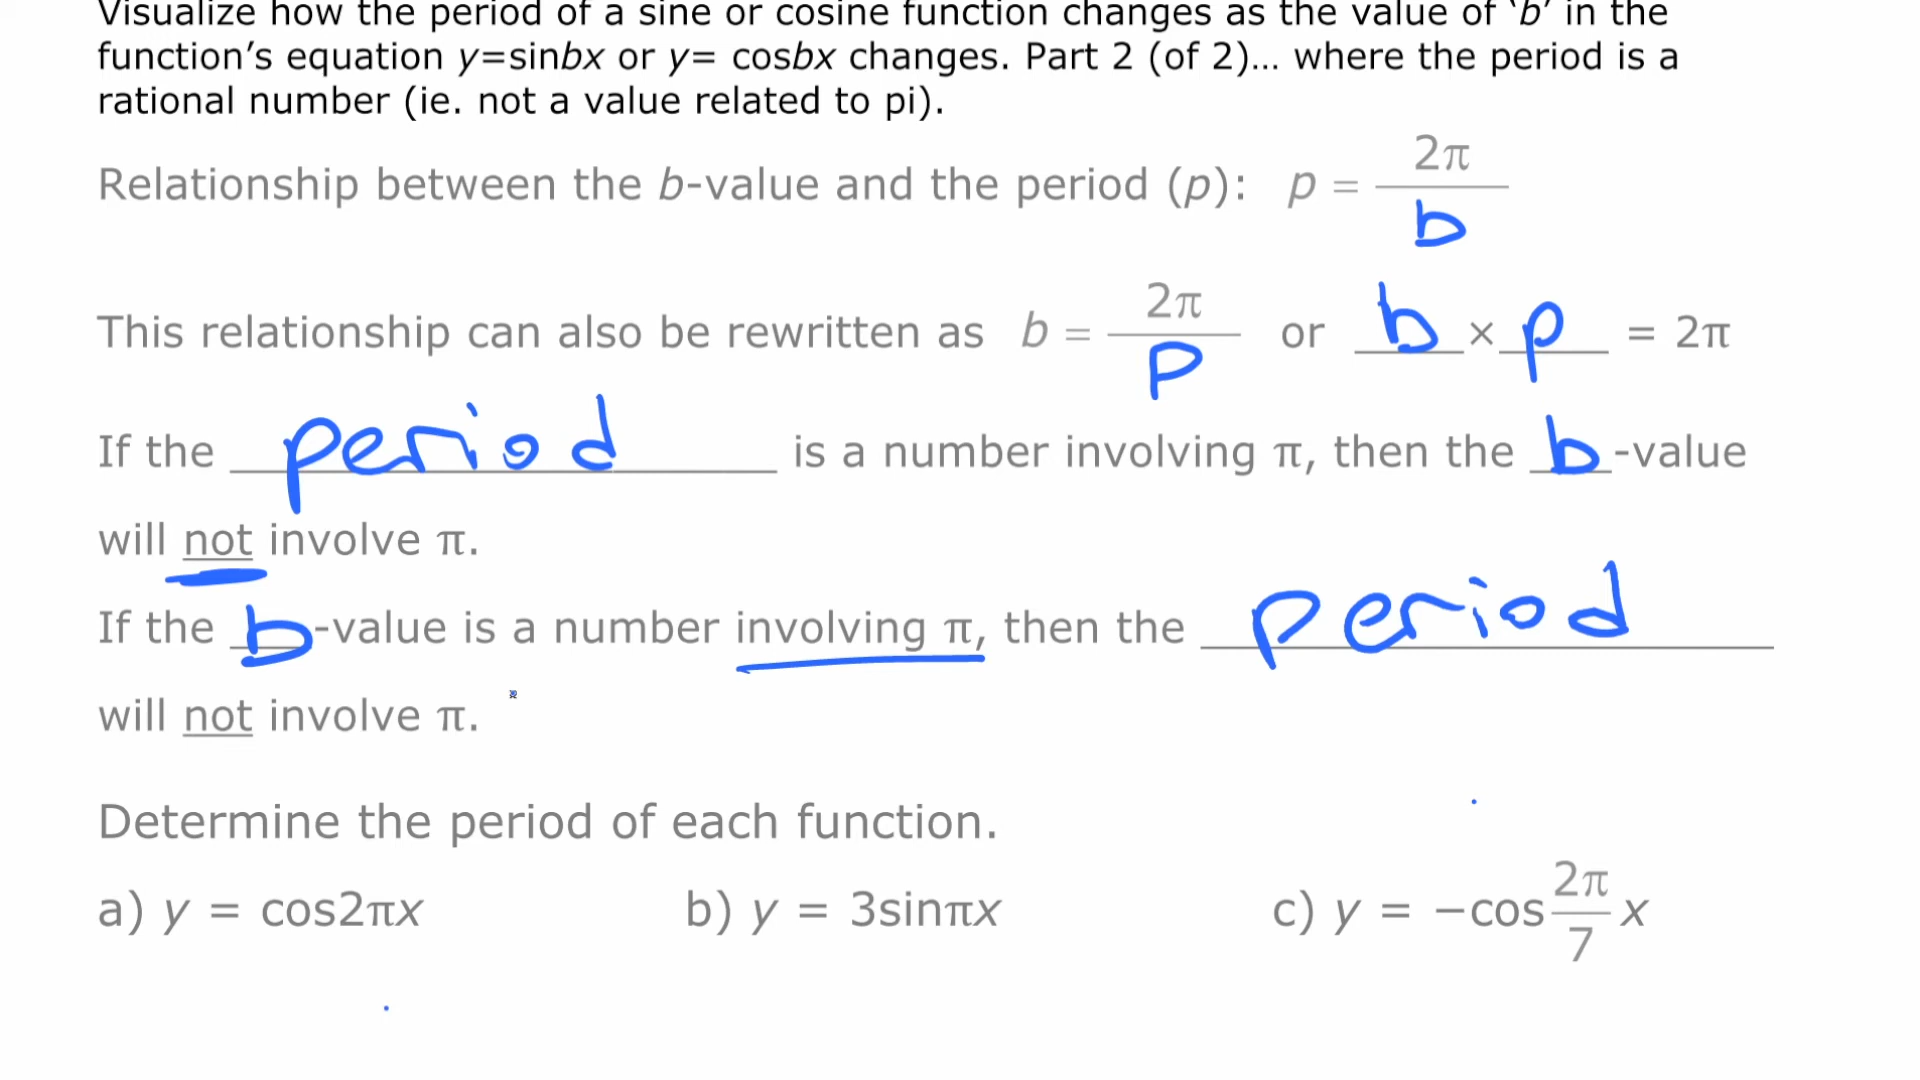 Visualize how the period of a sine or cosine function changes as the value of ‘b’ in the
function’s equation y=sinbx or y= cosbx changes. Part 2 (of 2)... where the period is a
rational number (ie. not a value related to pi).
Relationship between the b-value and the period (p): p = 2π/b
This relationship can also be rewritten as b = 2π/p or b × p = 2π
If the period is a number involving π, then the b-value
will not involve π.
If the b-value is a number involving π, then the period
will not involve π.
Determine the period of each function.
a) y = cos2πx b) y = 3sinπx c) y = −cos 2π/7 x